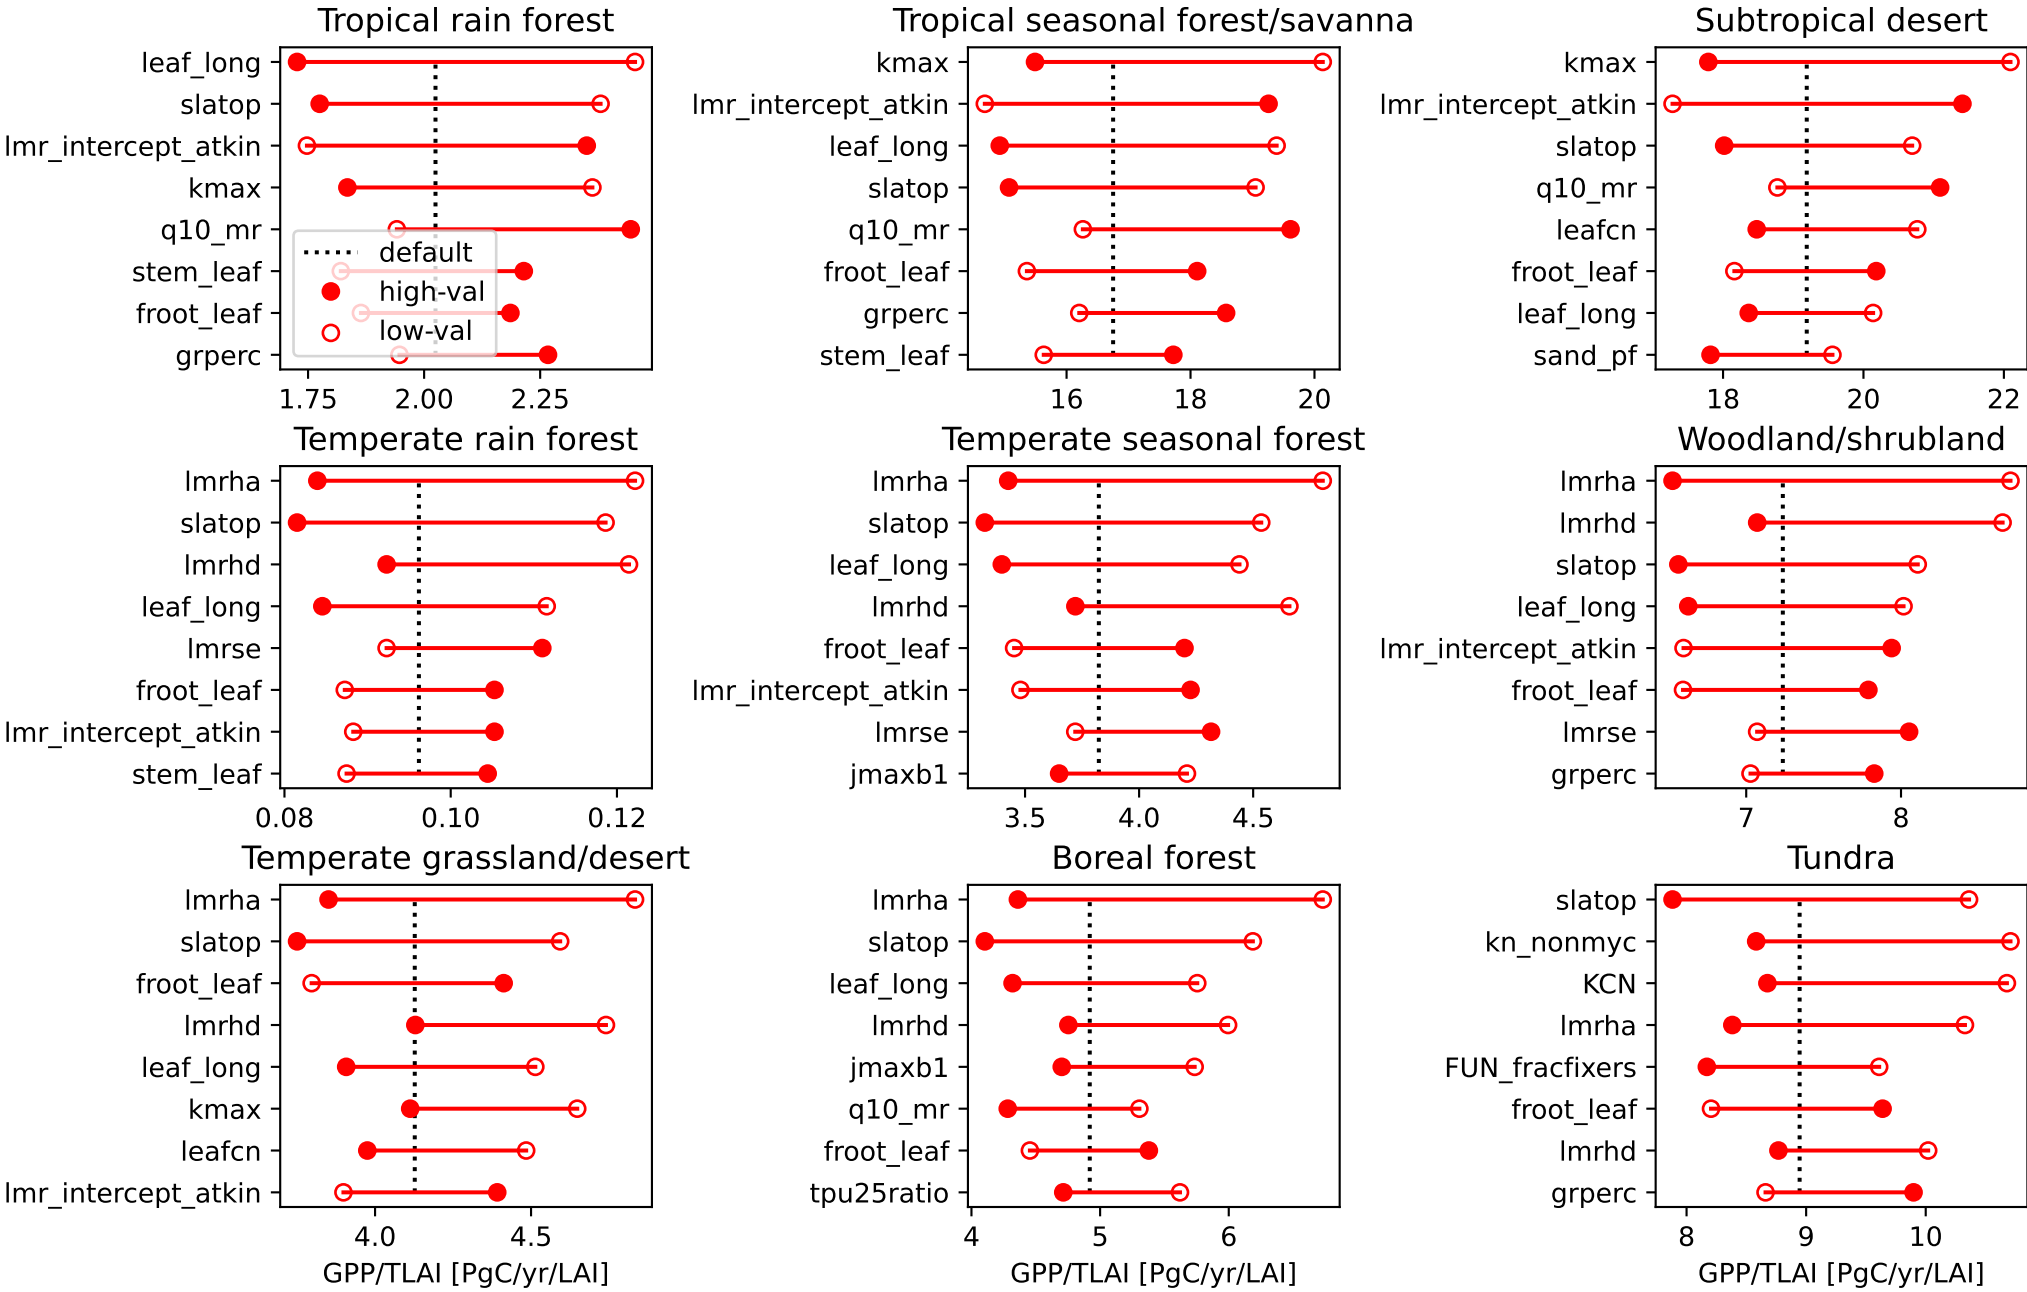 Tropical rain forest
leaf_long
slatop
lmr_intercept_atkin
kmax
q10_mr
stem_leaf
froot_leaf
grperc
default
high-val
low-val
1.75 2.00 2.25
Tropical seasonal forest/savanna
kmax
lmr_intercept_atkin
leaf_long
slatop
q10_mr
froot_leaf
grperc
stem_leaf
16 18 20
Subtropical desert
kmax
lmr_intercept_atkin
slatop
q10_mr
leafcn
froot_leaf
leaf_long
sand_pf
18 20 22
Temperate rain forest
lmrha
slatop
lmrhd
leaf_long
lmrse
froot_leaf
lmr_intercept_atkin
stem_leaf
0.08 0.10 0.12
Temperate seasonal forest
lmrha
slatop
leaf_long
lmrhd
froot_leaf
lmr_intercept_atkin
lmrse
jmaxb1
3.5 4.0 4.5
Woodland/shrubland
lmrha
lmrhd
slatop
leaf_long
lmr_intercept_atkin
froot_leaf
lmrse
grperc
7 8
Temperate grassland/desert
lmrha
slatop
froot_leaf
lmrhd
leaf_long
kmax
leafcn
lmr_intercept_atkin
4.0 4.5
GPP/TLAI [PgC/yr/LAI]
Boreal forest
lmrha
slatop
leaf_long
lmrhd
jmaxb1
q10_mr
froot_leaf
tpu25ratio
4 5 6
GPP/TLAI [PgC/yr/LAI]
Tundra
slatop
kn_nonmyc
KCN
lmrha
FUN_fracfixers
froot_leaf
lmrhd
grperc
8 9 10
GPP/TLAI [PgC/yr/LAI]